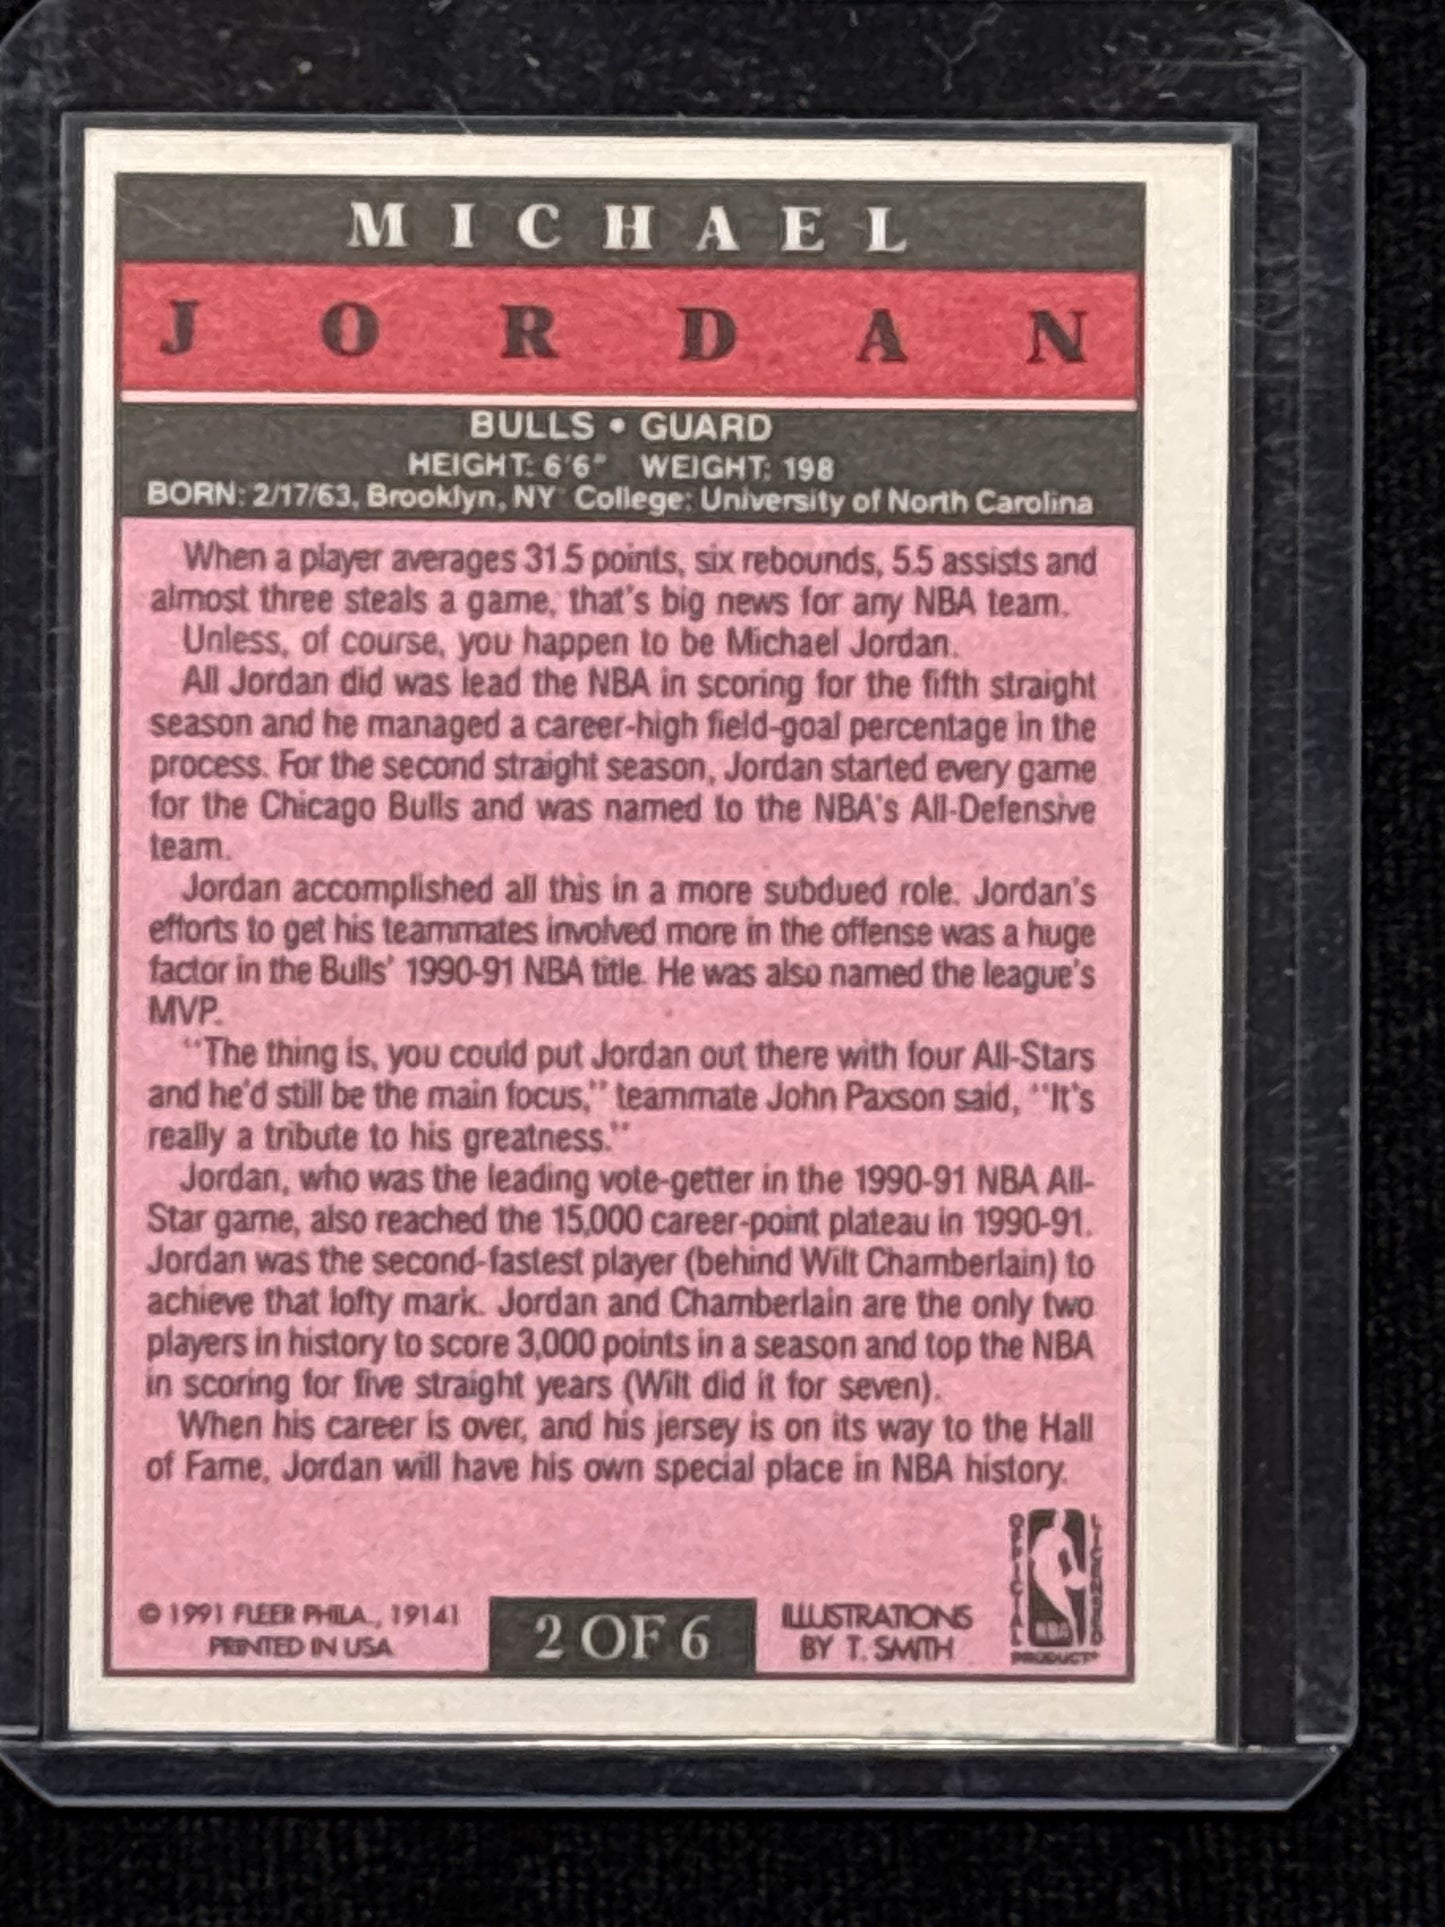 MICHAEL
JORDAN
BULLS • GUARD
HEIGHT: 6'6" WEIGHT: 198
BORN: 2/17/63, Brooklyn, NY College: University of North Carolina
When a player averages 31.5 points, six rebounds, 5.5 assists and
almost three steals a game, that's big news for any NBA team.
Unless, of course, you happen to be Michael Jordan.
All Jordan did was lead the NBA in scoring for the fifth straight
season and he managed a career-high field-goal percentage in the
process. For the second straight season, Jordan started every game
for the Chicago Bulls and was named to the NBA's All-Defensive
team.
Jordan accomplished all this in a more subdued role. Jordan's
efforts to get his teammates involved more in the offense was a huge
factor in the Bulls' 1990-91 NBA title. He was also named the league's
MVP.
"The thing is, you could put Jordan out there with four All-Stars
and he'd still be the main focus," teammate John Paxson said, "It's
really a tribute to his greatness."
Jordan, who was the leading vote-getter in the 1990-91 NBA All-
Star game, also reached the 15,000 career-point plateau in 1990-91.
Jordan was the second-fastest player (behind Wilt Chamberlain) to
achieve that lofty mark. Jordan and Chamberlain are the only two
players in history to score 3,000 points in a season and top the NBA
in scoring for five straight years (Wilt did it for seven).
When his career is over, and his jersey is on its way to the Hall
of Fame, Jordan will have his own special place in NBA history.
© 1991 FLEER PHILA., 19141
PRINTED IN USA
2 OF 6
ILLUSTRATIONS
BY T. SMITH
OFFICIAL
LICENSED
NBA
PRODUCT